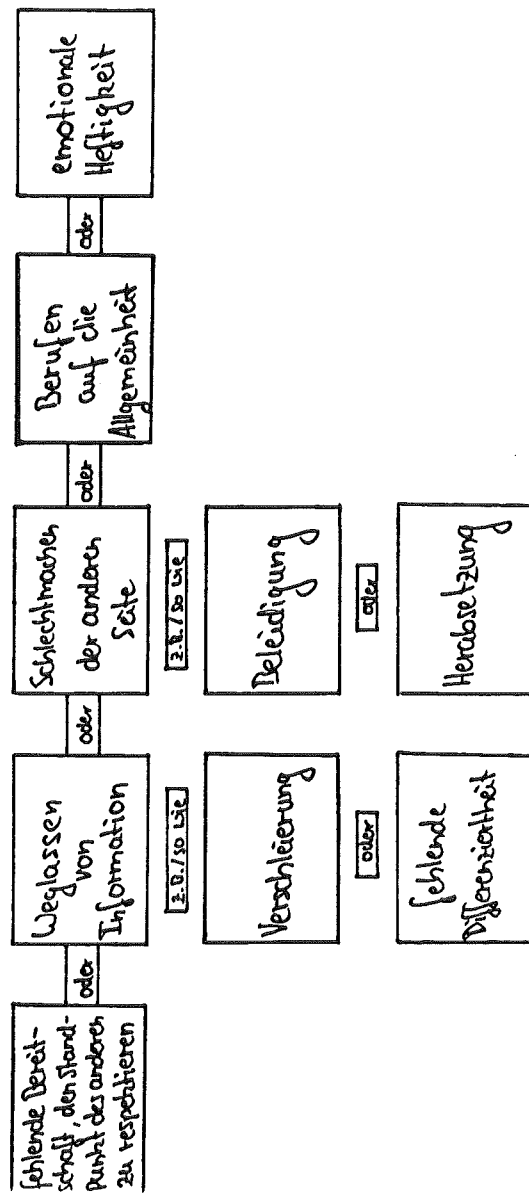 fehlende Bereit-
schaft, den Stand-
punkt des anderen
zu respektieren
oder
Weglassen
von
Information
oder
Schlechtmachen
der anderen
Seite
oder
Berufen
auf die
Allgemeinheit
oder
emotionale
Heftigkeit
z.B./so wie
z.B./so wie
Verschleierung
Beleidigung
oder
oder
fehlende
Differenziertheit
Herabsetzung